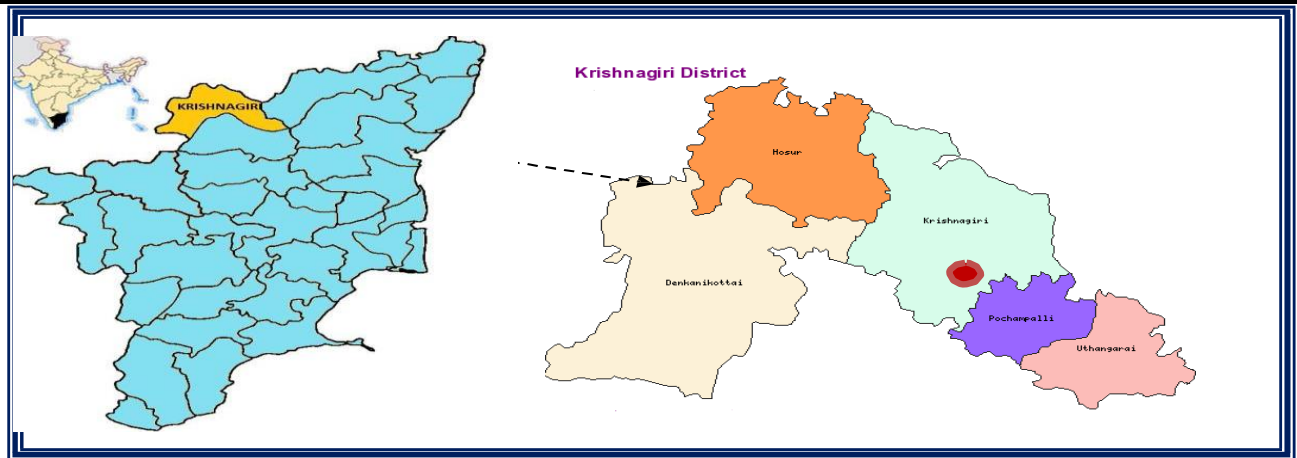 KRISHNAGIRI
Krishnagiri District
Hosur
Krishnagiri
Denkanikottai
Pochampalli
Uthangarai